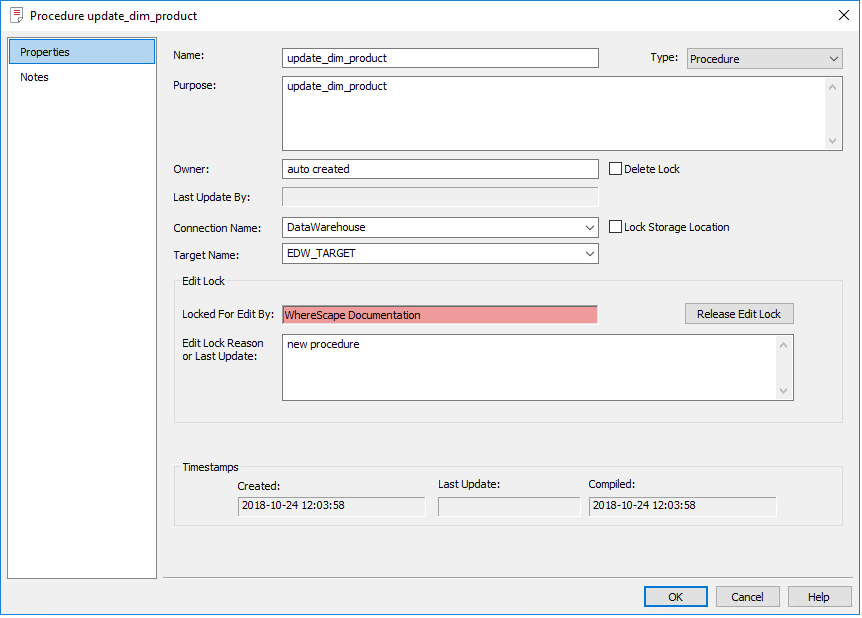 Procedure update_dim_product
Properties
Notes
Name:
update_dim_product
Type:
Procedure
Purpose:
update_dim_product
Owner:
auto created
Delete Lock
Last Update By:
Connection Name:
DataWarehouse
Lock Storage Location
Target Name:
EDW_TARGET
Edit Lock
Locked For Edit By:
WhereScape Documentation
Release Edit Lock
Edit Lock Reason
or Last Update:
new procedure
Timestamps
Created:
Last Update:
Compiled:
2018-10-24 12:03:58
2018-10-24 12:03:58
OK
Cancel
Help